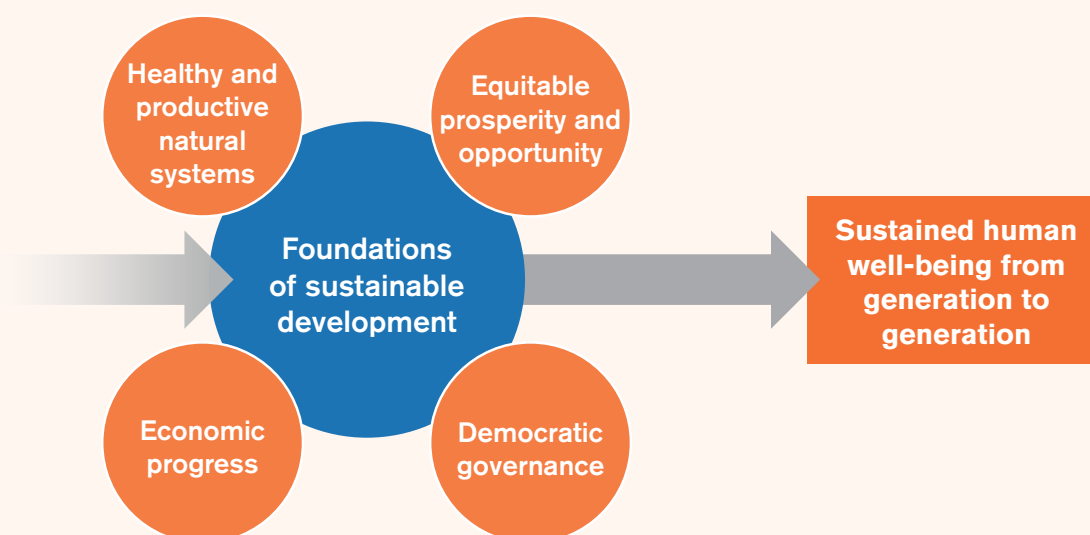 Healthy and
productive
natural
systems
Equitable
prosperity and
opportunity
Foundations
of sustainable
development
Sustained human
well-being from
generation to
generation
Economic
progress
Democratic
governance